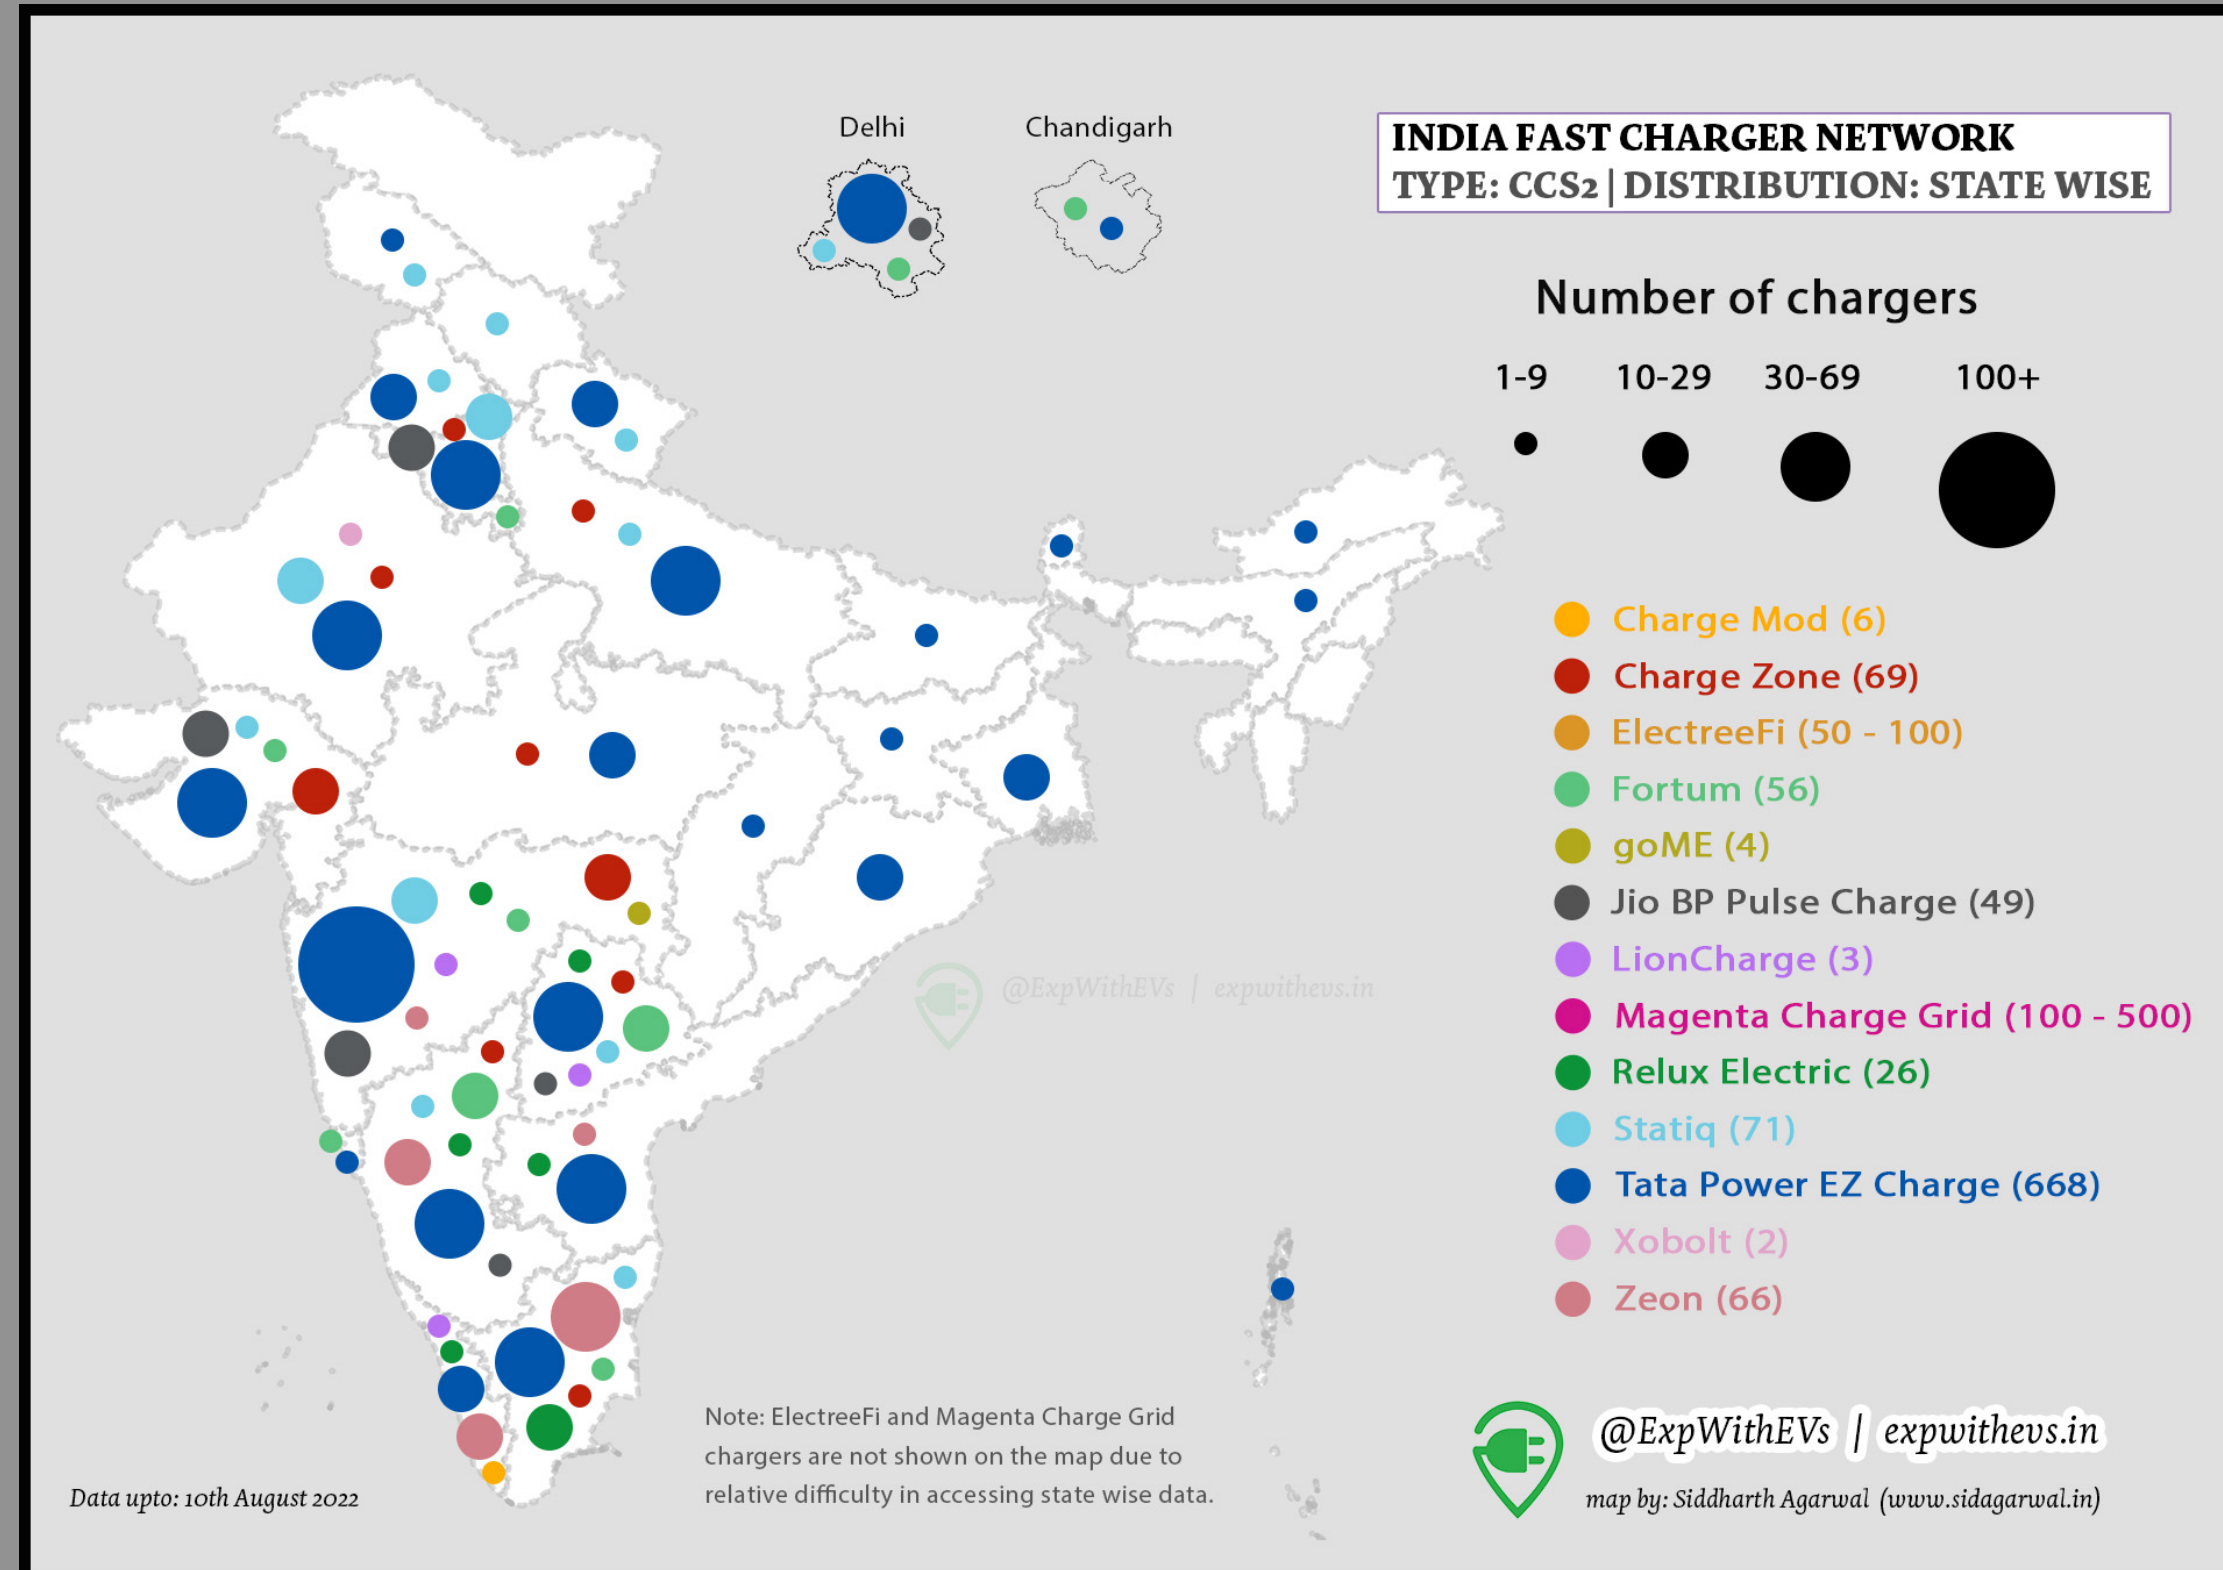 Delhi
Chandigarh
INDIA FAST CHARGER NETWORK
TYPE: CCS2 | DISTRIBUTION: STATE WISE
Number of chargers
1-9 10-29 30-69 100+
Charge Mod (6)
Charge Zone (69)
ElectreeFi (50 - 100)
Fortum (56)
goME (4)
Jio BP Pulse Charge (49)
LionCharge (3)
Magenta Charge Grid (100 - 500)
Relux Electric (26)
Statiq (71)
Tata Power EZ Charge (668)
Xobolt (2)
Zeon (66)
@ExpWithEVs | expwithevs.in
Note: ElectreeFi and Magenta Charge Grid
chargers are not shown on the map due to
relative difficulty in accessing state wise data.
Data upto: 10th August 2022
@ExpWithEVs | expwithevs.in
map by: Siddharth Agarwal (www.sidagarwal.in)